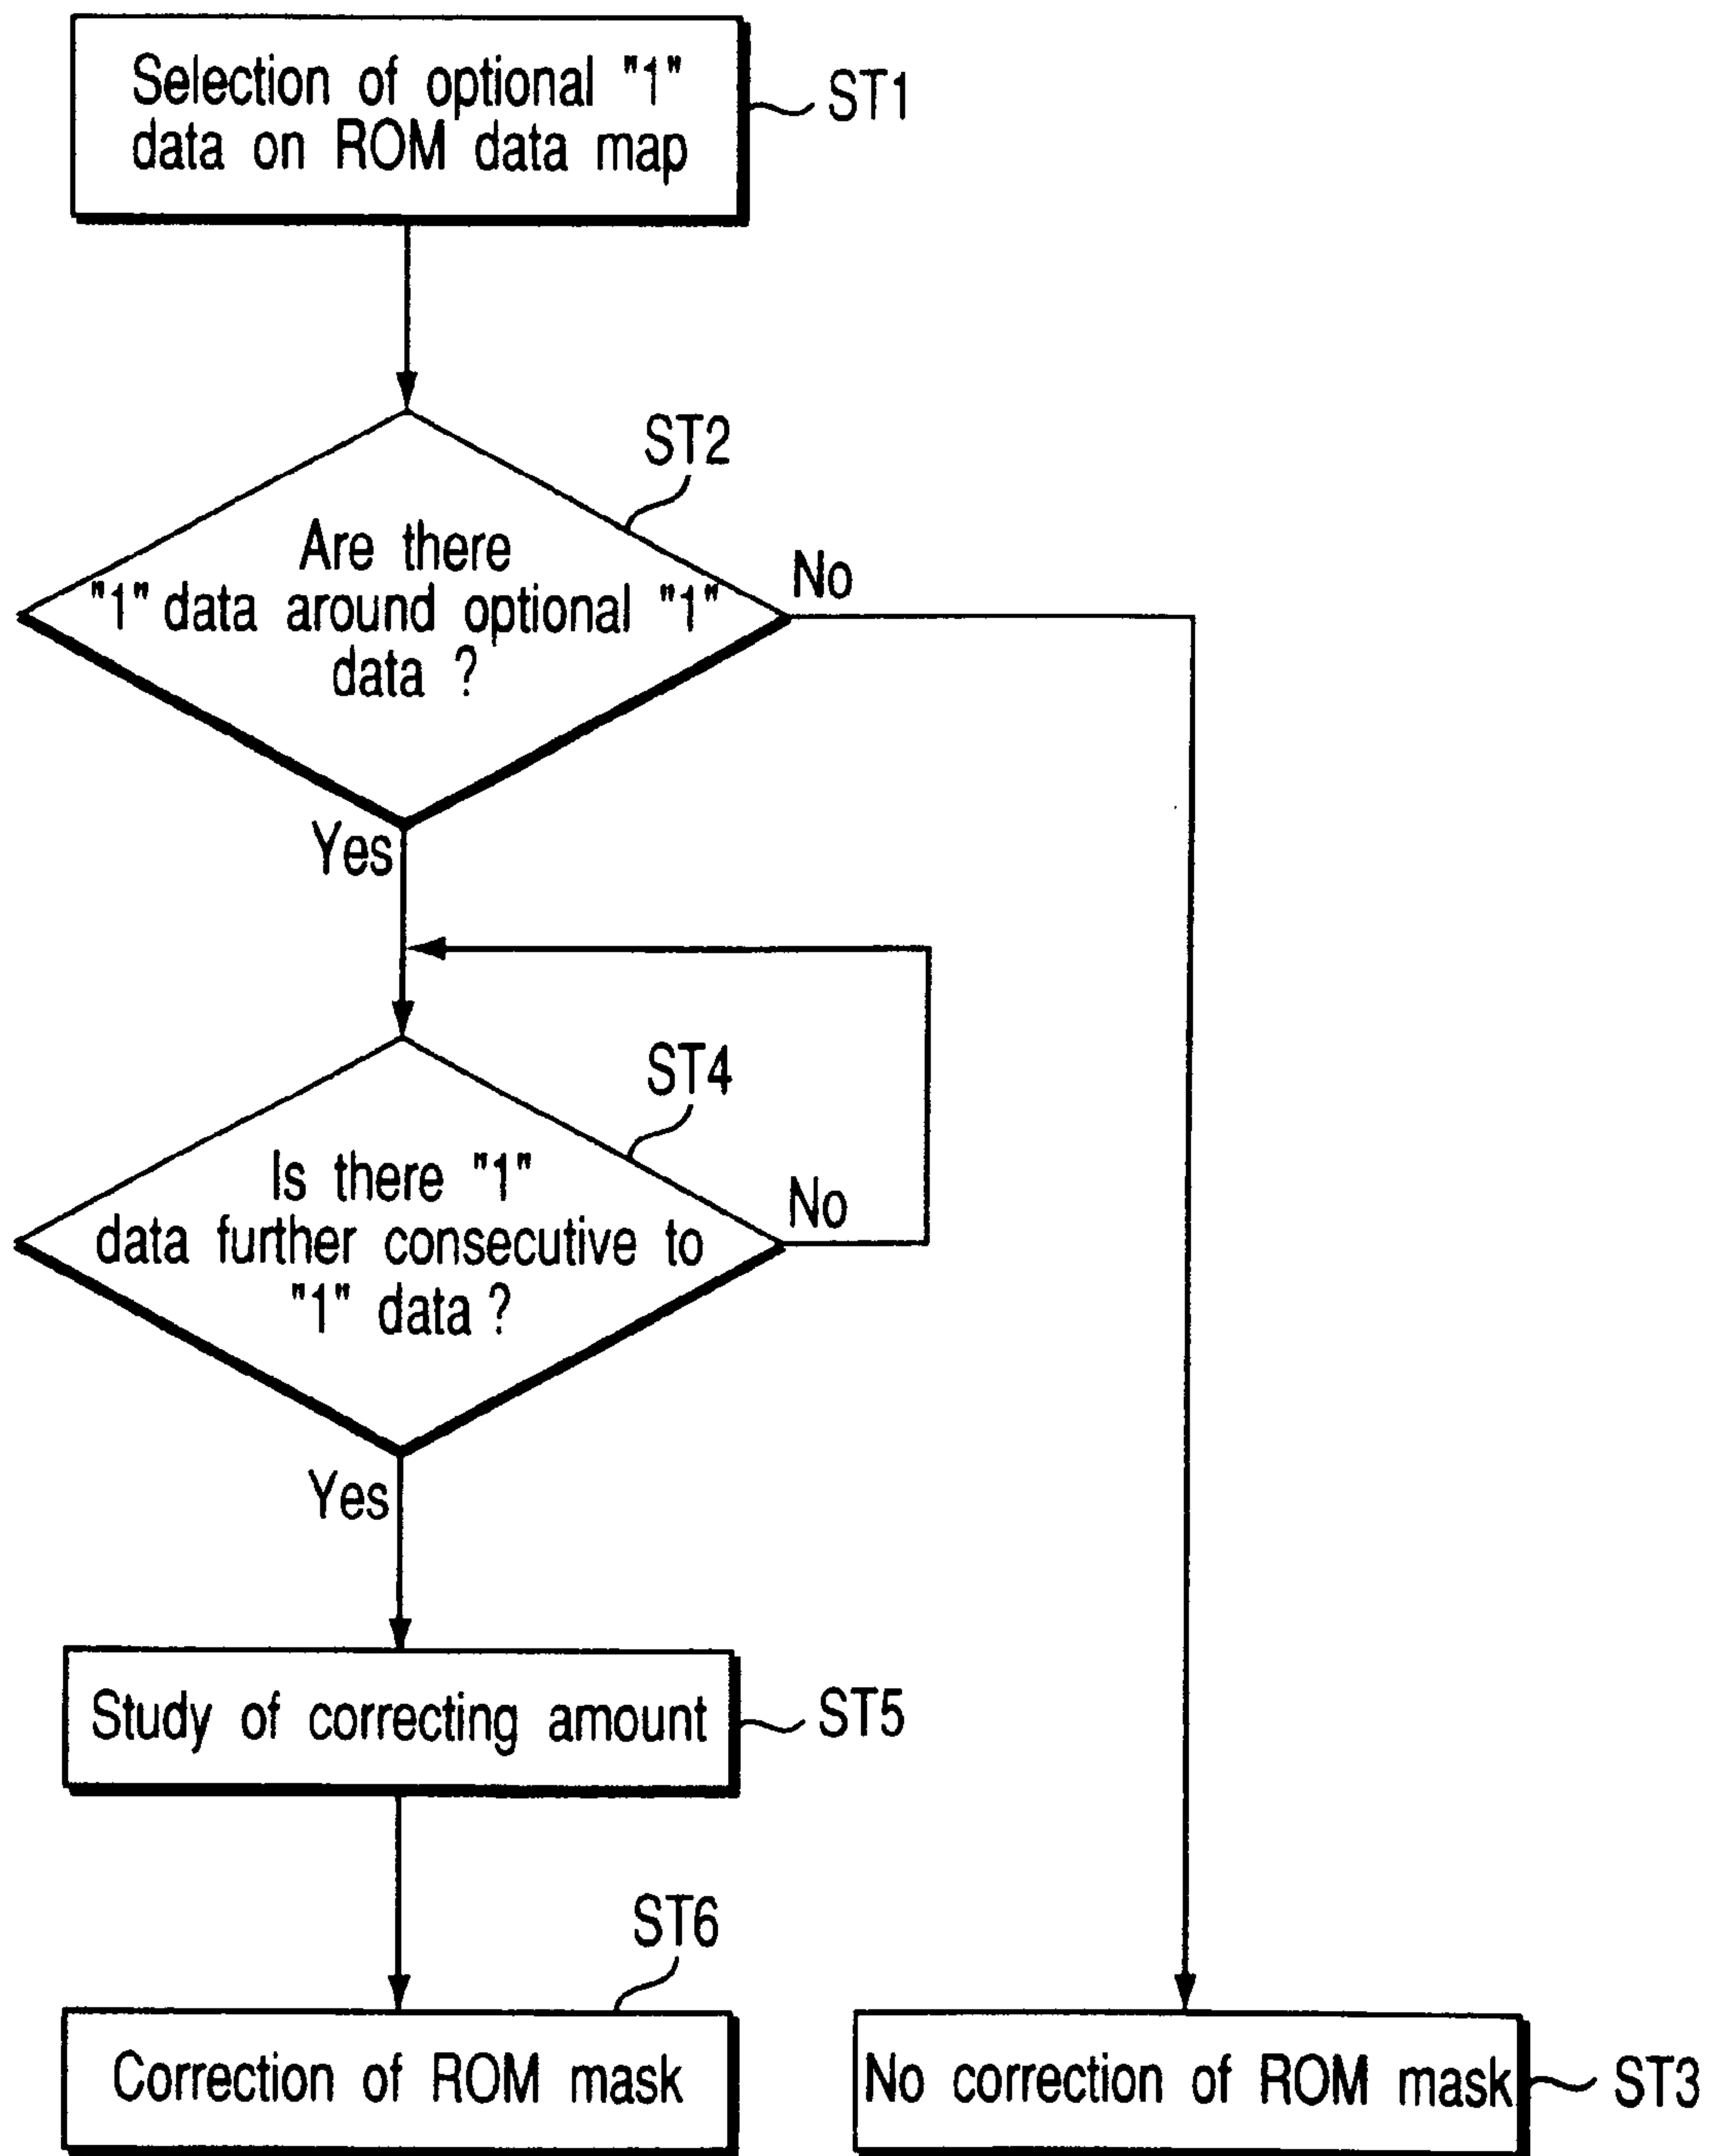 Selection of optional "1"
data on ROM data map
ST1
ST2
Are there
"1" data around optional "1"
data ?
No
Yes
ST4
Is there "1"
data further consecutive to
"1" data ?
No
Yes
Study of correcting amount
ST5
ST6
Correction of ROM mask
No correction of ROM mask
ST3